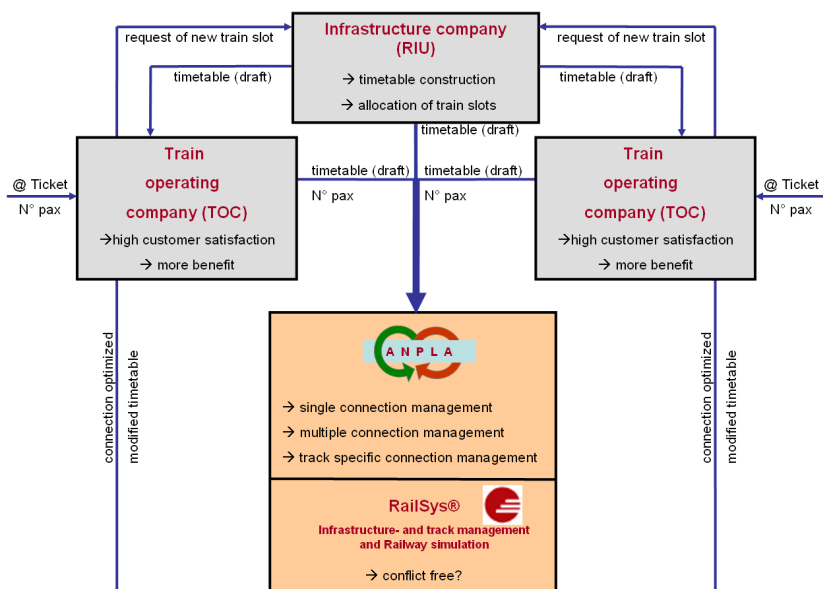 Infrastructure company
(RIU)
→ timetable construction
→ allocation of train slots
request of new train slot
request of new train slot
timetable (draft)
timetable (draft)
timetable (draft)
Train
operating
company (TOC)
→high customer satisfaction
→ more benefit
@ Ticket
N° pax
timetable (draft)
N° pax
timetable (draft)
N° pax
Train
operating
company (TOC)
→high customer satisfaction
→ more benefit
@ Ticket
N° pax
connection optimized
modified timetable
A N P L A
→ single connection management
→ multiple connection management
→ track specific connection management
RailSys®
Infrastructure- and track management
and Railway simulation
→ conflict free?
connection optimized
modified timetable